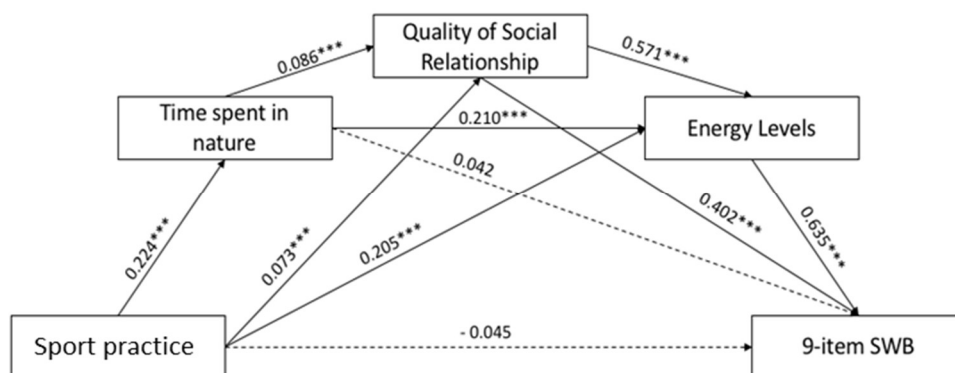 Quality of Social
Relationship
0.086***
0.571***
Time spent in
nature
0.210***
Energy Levels
0.042
0.224***
0.073***
0.205***
0.402***
0.635***
Sport practice
- 0.045
9-item SWB